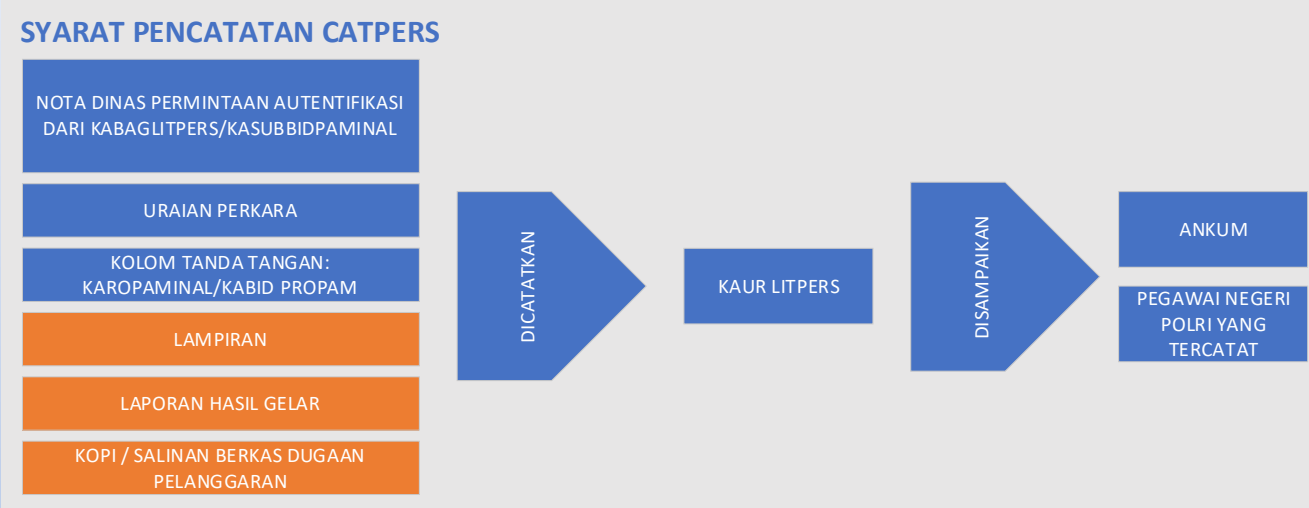 SYARAT PENCATATAN CATPERS
NOTA DINAS PERMINTAAN AUTENTIFIKASI
DARI KABAGLITPERS/KASUBBIDPAMINAL
URAIAN PERKARA
KOLOM TANDA TANGAN:
KAROPAMINAL/KABID PROPAM
LAMPIRAN
LAPORAN HASIL GELAR
KOPI / SALINAN BERKAS DUGAAN
PELANGGARAN
DICATATKAN
KAUR LITPERS
DISAMPAIKAN
ANKUM
PEGAWAI NEGERI
POLRI YANG
TERCATAT